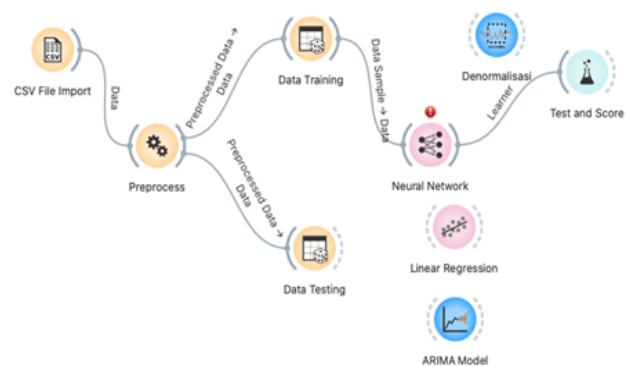 CSV
CSV File Import
Data
Preprocess
Preprocessed Data →
Data
Data Training
Preprocessed Data →
Data
Data Testing
Data Sample → Data
Neural Network
Learner
Denormalisasi
Test and Score
Linear Regression
ARIMA Model